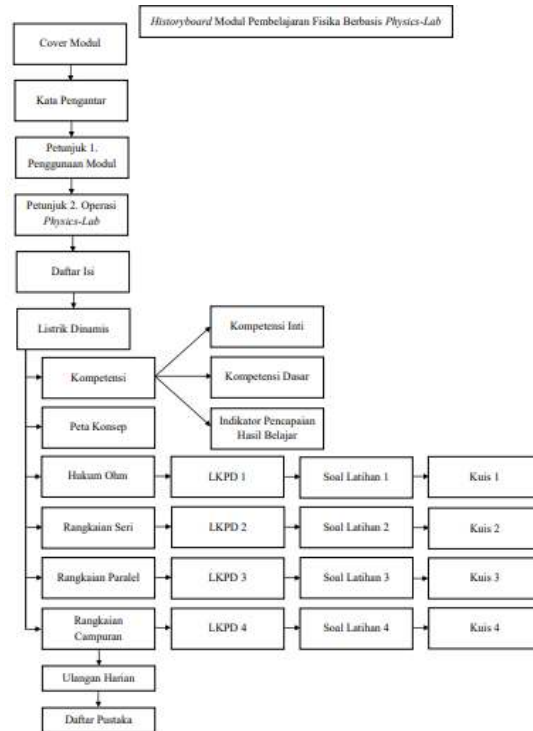 Historyboard Modul Pembelajaran Fisika Berbasis Physics-Lab
Cover Modul
Kata Pengantar
Petunjuk 1.
Penggunaan Modul
Petunjuk 2. Operasi
Physics-Lab
Daftar Isi
Listrik Dinamis
Kompetensi
Kompetensi Inti
Kompetensi Dasar
Indikator Pencapaian
Hasil Belajar
Peta Konsep
Hukum Ohm
LKPD 1
Soal Latihan 1
Kuis 1
Rangkaian Seri
LKPD 2
Soal Latihan 2
Kuis 2
Rangkaian Paralel
LKPD 3
Soal Latihan 3
Kuis 3
Rangkaian
Campuran
LKPD 4
Soal Latihan 4
Kuis 4
Ulangan Harian
Daftar Pustaka